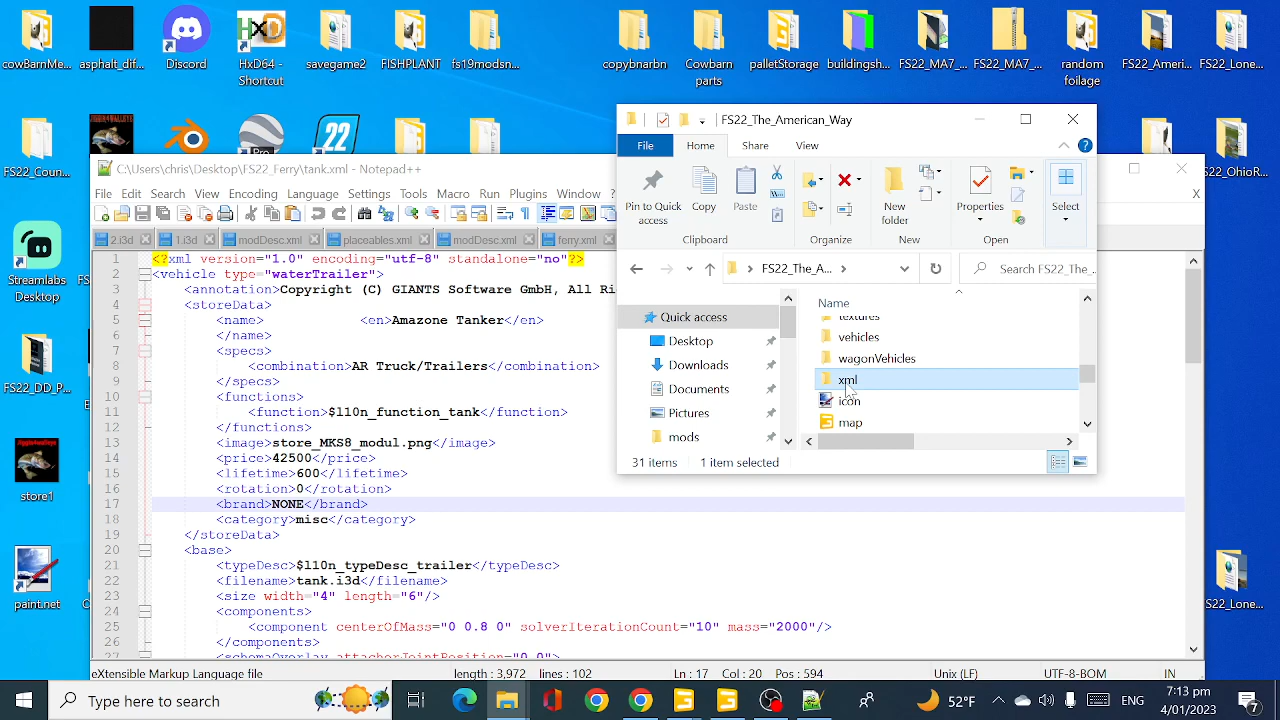 cowBarnMe...
asphalt_dif...
Discord
HxD64 -
Shortcut
savegame2
FISHPLANT
fs19modsn...
copybnarbn
Cowbarn
parts
palletStorage
buildingsh...
FS22_MA7_...
FS22_MA7_...
random
foilage
FS22_Ameri...
FS22_Lone...
FS22_Coun...
22
Pro
FS22_OhioR...
Streamlabs
Desktop
FS22_DD_P...
store1
paint.net
FS22_Lone...
C:\Users\chris\Desktop\FS22_Ferry\tank.xml - Notepad++
File Edit Search View Encoding Language Settings Tools Macro Run Plugins Window ?
X
2.i3d
1.i3d
modDesc.xml
placeables.xml
modDesc.xml
ferry.xml
1 <?xml version="1.0" encoding="utf-8" standalone="no"?>
2 <vehicle type="waterTrailer">
3 <annotation>Copyright (C) GIANTS Software GmbH, All Ri
4 <storeData>
5 <name> <en>Amazone Tanker</en>
6 </name>
7 <specs>
8 <combination>AR Truck/Trailers</combination>
9 </specs>
10 <functions>
11 <function>$l10n_function_tank</function>
12 </functions>
13 <image>store_MKS8_modul.png</image>
14 <price>42500</price>
15 <lifetime>600</lifetime>
16 <rotation>0</rotation>
17 <brand>NONE</brand>
18 <category>misc</category>
19 </storeData>
20 <base>
21 <typeDesc>$l10n_typeDesc_trailer</typeDesc>
22 <filename>tank.i3d</filename>
23 <size width="4" length="6"/>
24 <components>
25 <component centerOfMass="0 0.8 0" solverIterationCount="10" mass="2000"/>
26 </components>
27 <schemaOverlay attacherJointPosition="0 0"
eXtensible Markup Language file
length : 3,972 lines : 102
Ln : 17 Col : 20 Pos : 594
Unix (LF)
UTF-8-BOM
IN
FS22_The_American_Way
File
Home
Share
View
Pin to Quick
access
Copy
Paste
New
folder
Properties
Select
Clipboard
Organize
New
Open
FS22_The_A...
Search FS22_The_...
Name
Quick access
Desktop
Downloads
Documents
Pictures
mods
textures
vehicles
wagonVehicles
xml
icon
map
31 items
1 item selected
Type here to search
52°F
ENG
7:13 pm
4/01/2023
7